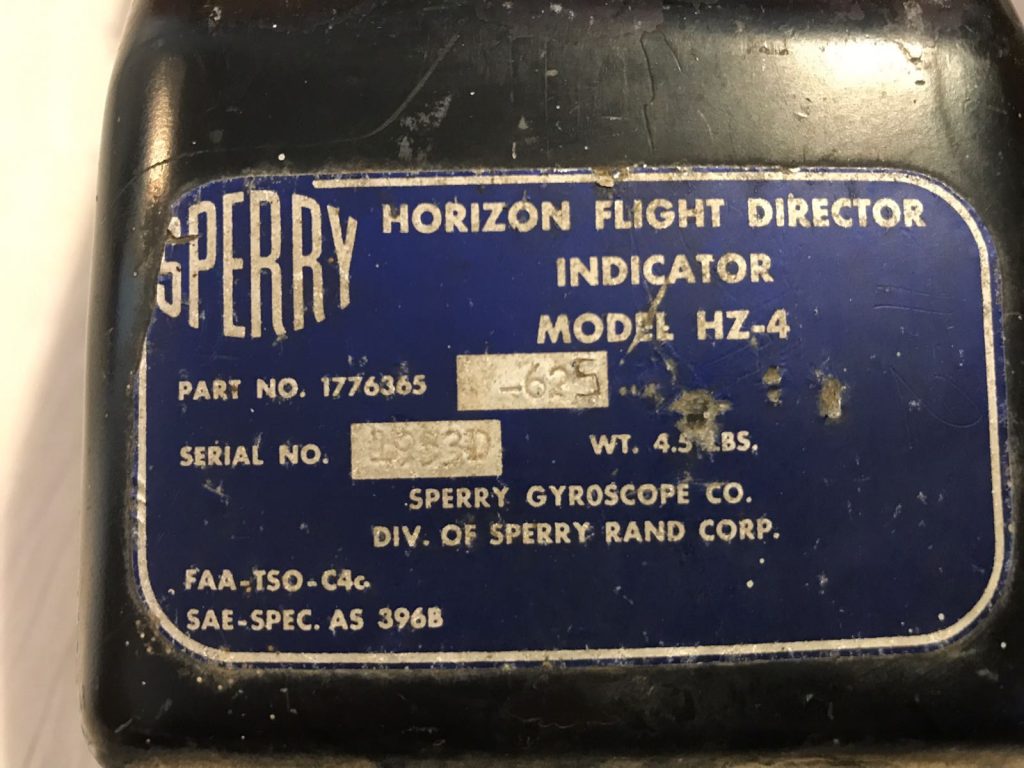 SPERRY
HORIZON FLIGHT DIRECTOR
INDICATOR
MODEL HZ-4
PART NO. 1776365 -625
SERIAL NO. 1953D WT. 4.5 LBS.
SPERRY GYROSCOPE CO.
DIV. OF SPERRY RAND CORP.
FAA-TSO-C4c
SAE-SPEC. AS 396B